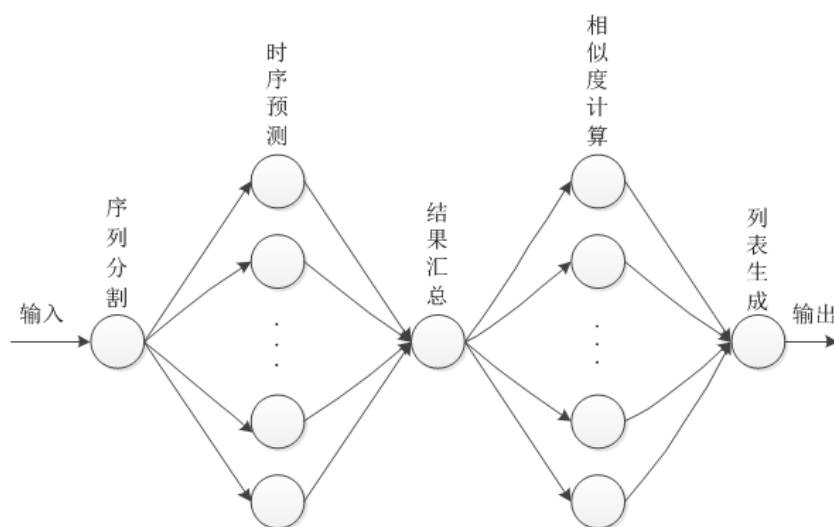 输入
序列分割
时序预测
结果汇总
相似度计算
列表生成
输出